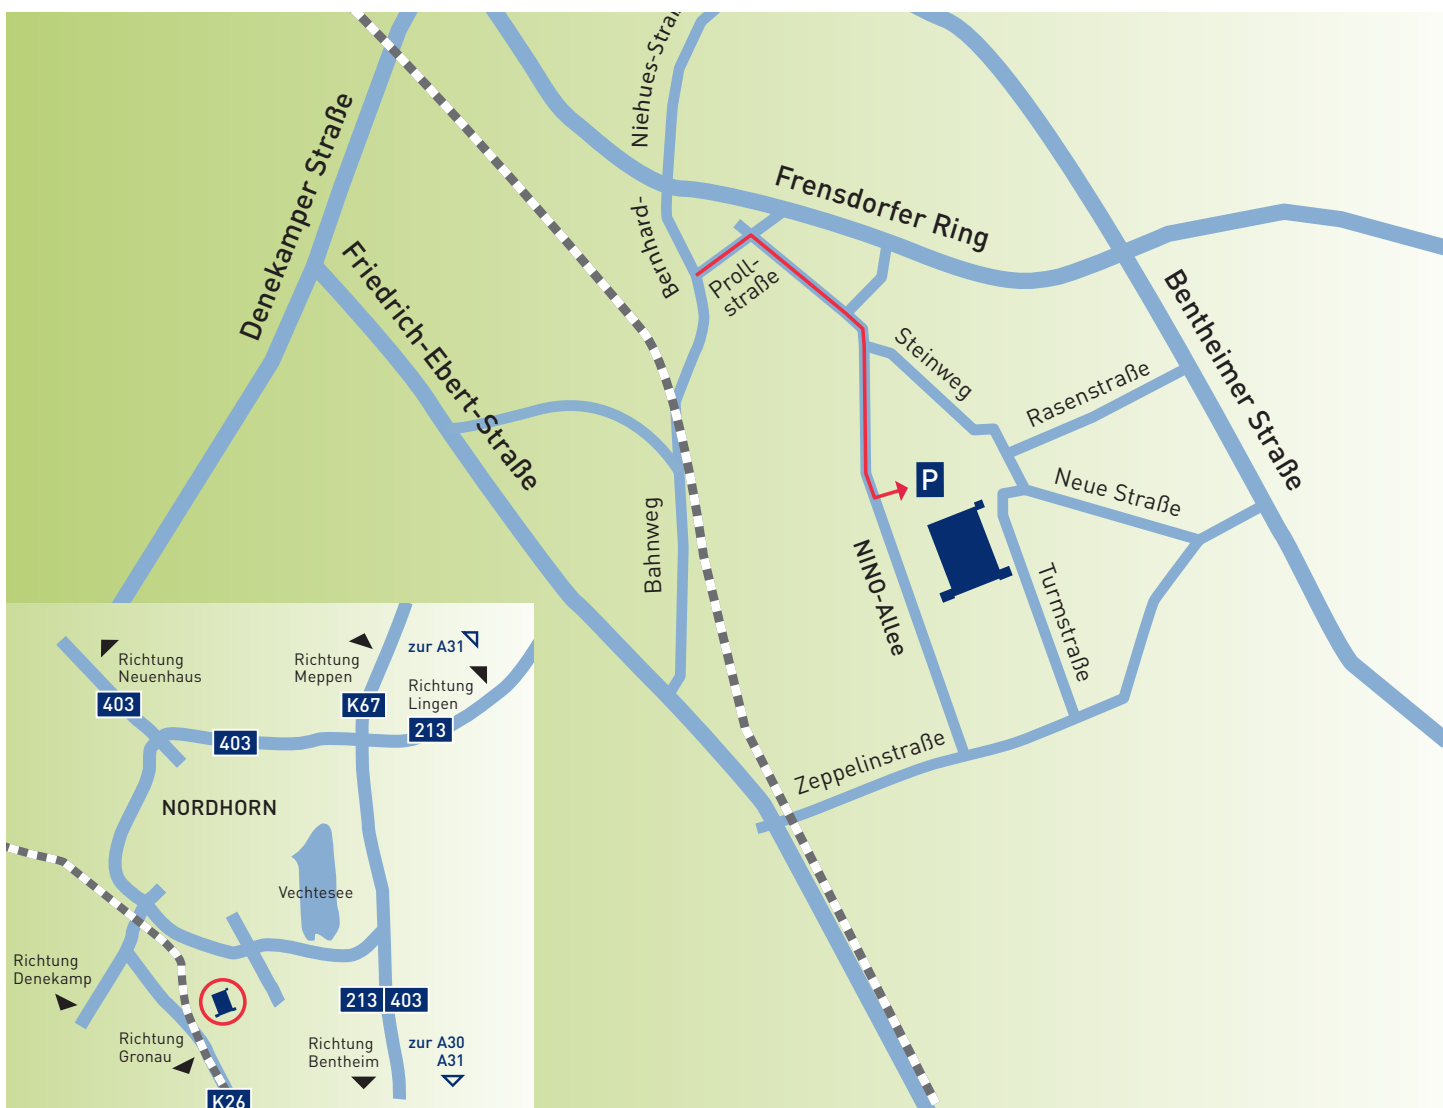 Niehues-Straß
Denekamper Straße
Frensdorfer Ring
Bernhard-
Friedrich-Ebert-Straße
Proll-
straße
Bentheimer Straße
Steinweg
Rasenstraße
P
Neue Straße
Bahnweg
NINO-Allee
Turmstraße
Zeppelinstraße
Richtung
Neuenhaus
Richtung
Meppen
zur A31
Richtung
Lingen
403
K67
213
403
NORDHORN
Vechtesee
Richtung
Denekamp
213 403
Richtung
Gronau
Richtung
Bentheim
zur A30
A31
K26